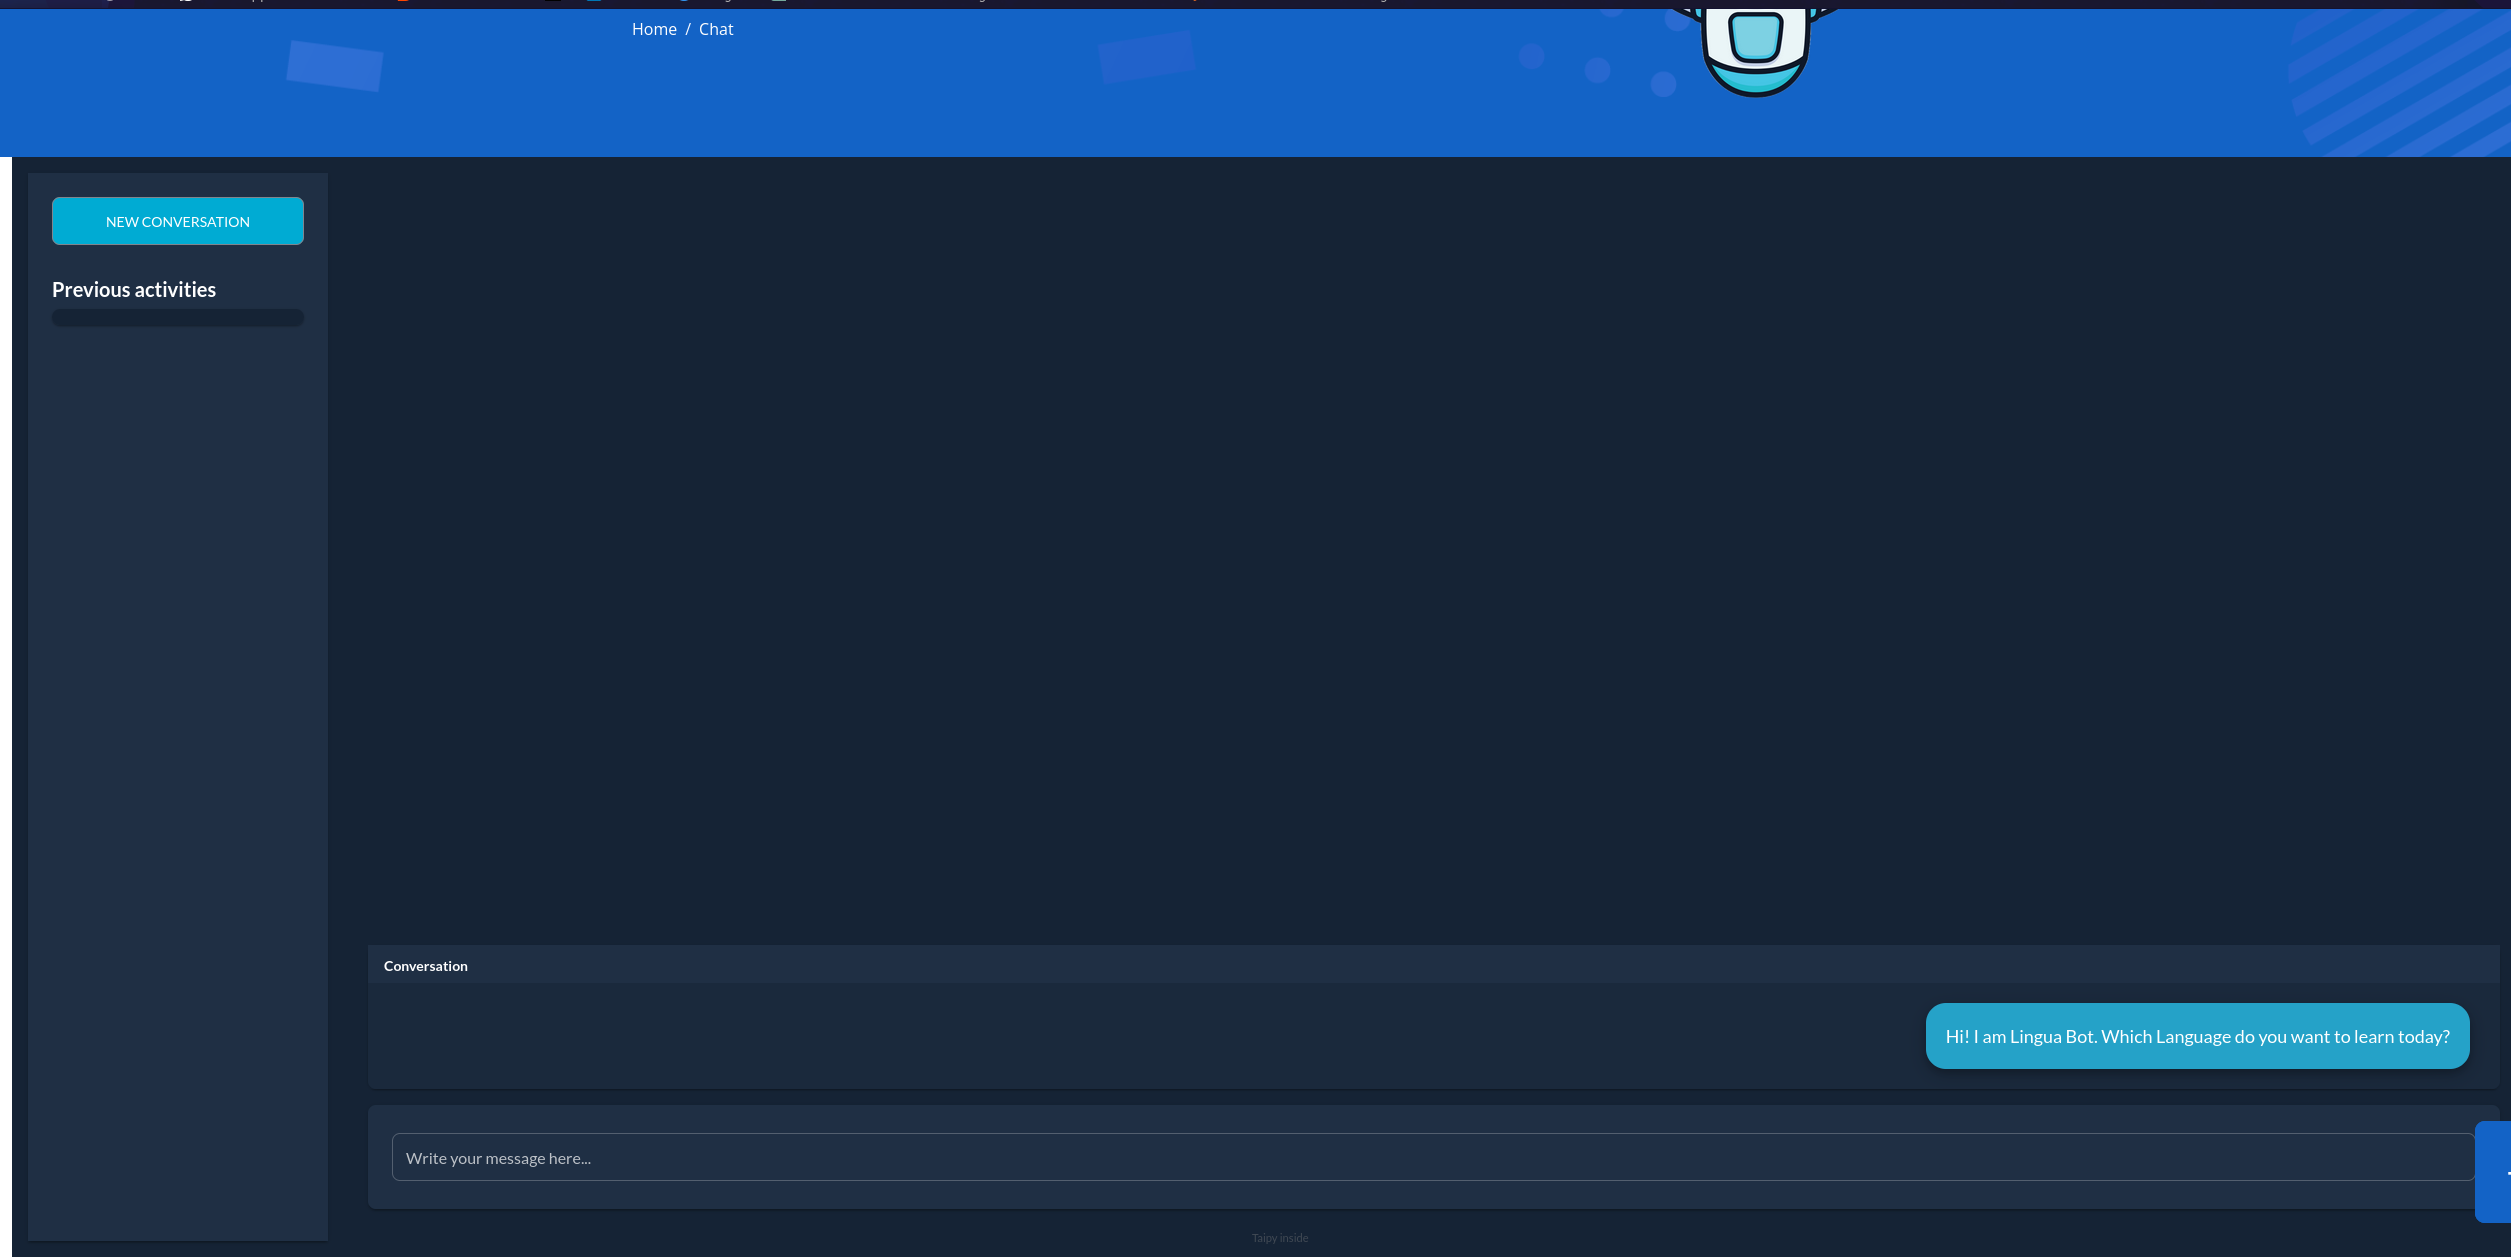 Home / Chat
NEW CONVERSATION
Previous activities
Conversation
Hi! I am Lingua Bot. Which Language do you want to learn today?
Write your message here...
Taipy inside